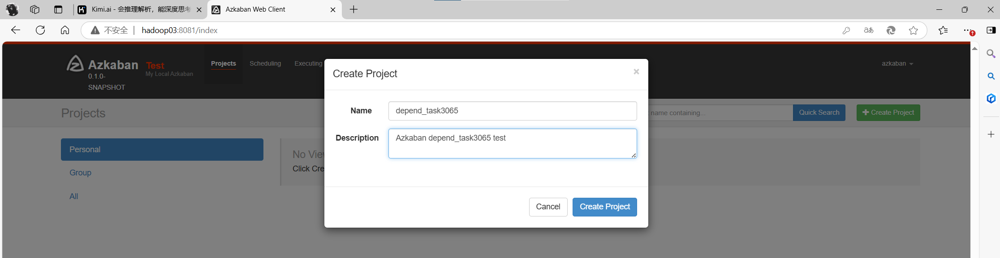 Kimi.ai - 会推理解析，能深度思考
Azkaban Web Client
不安全
hadoop03:8081/index
aあ
Azkaban
0.1.0-
SNAPSHOT
Test
My Local Azkaban
Projects
Scheduling
Executing
azkaban
Create Project
Name
depend_task3065
Description
Azkaban depend_task3065 test
Cancel
Create Project
Projects
name containing...
Quick Search
Create Project
Personal
Group
All
No Vie
Click Cre